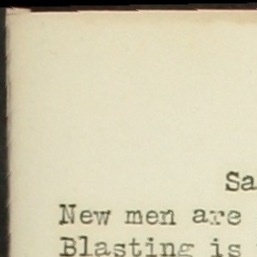 Sa
New men are
Blasting is